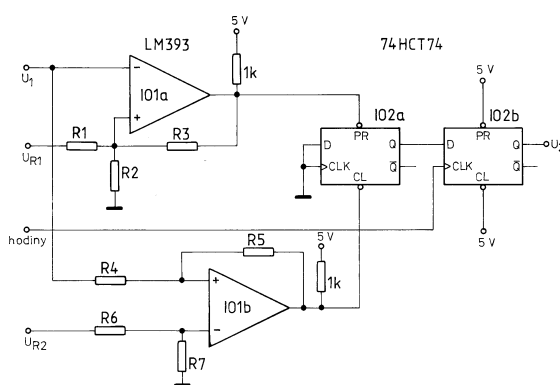 LM393
5 V
74HCT74
U1
IO1a
1k
5 V
IO2a
IO2b
UR1
R1
R3
PR
PR
R2
D
Q
D
Q
CLK
Q̅
CLK
Q̅
CL
CL
hodiny
R5
5 V
5 V
R4
1k
IO1b
UR2
R6
R7